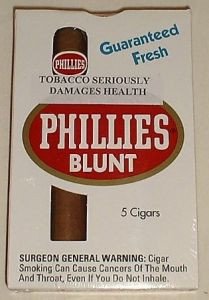 Guaranteed
Fresh
PHILLIES
TOBACCO SERIOUSLY
DAMAGES HEALTH
PHILLIES
BLUNT
5 Cigars
SURGEON GENERAL WARNING: Cigar
Smoking Can Cause Cancers Of The Mouth
And Throat, Even If You Do Not Inhale.